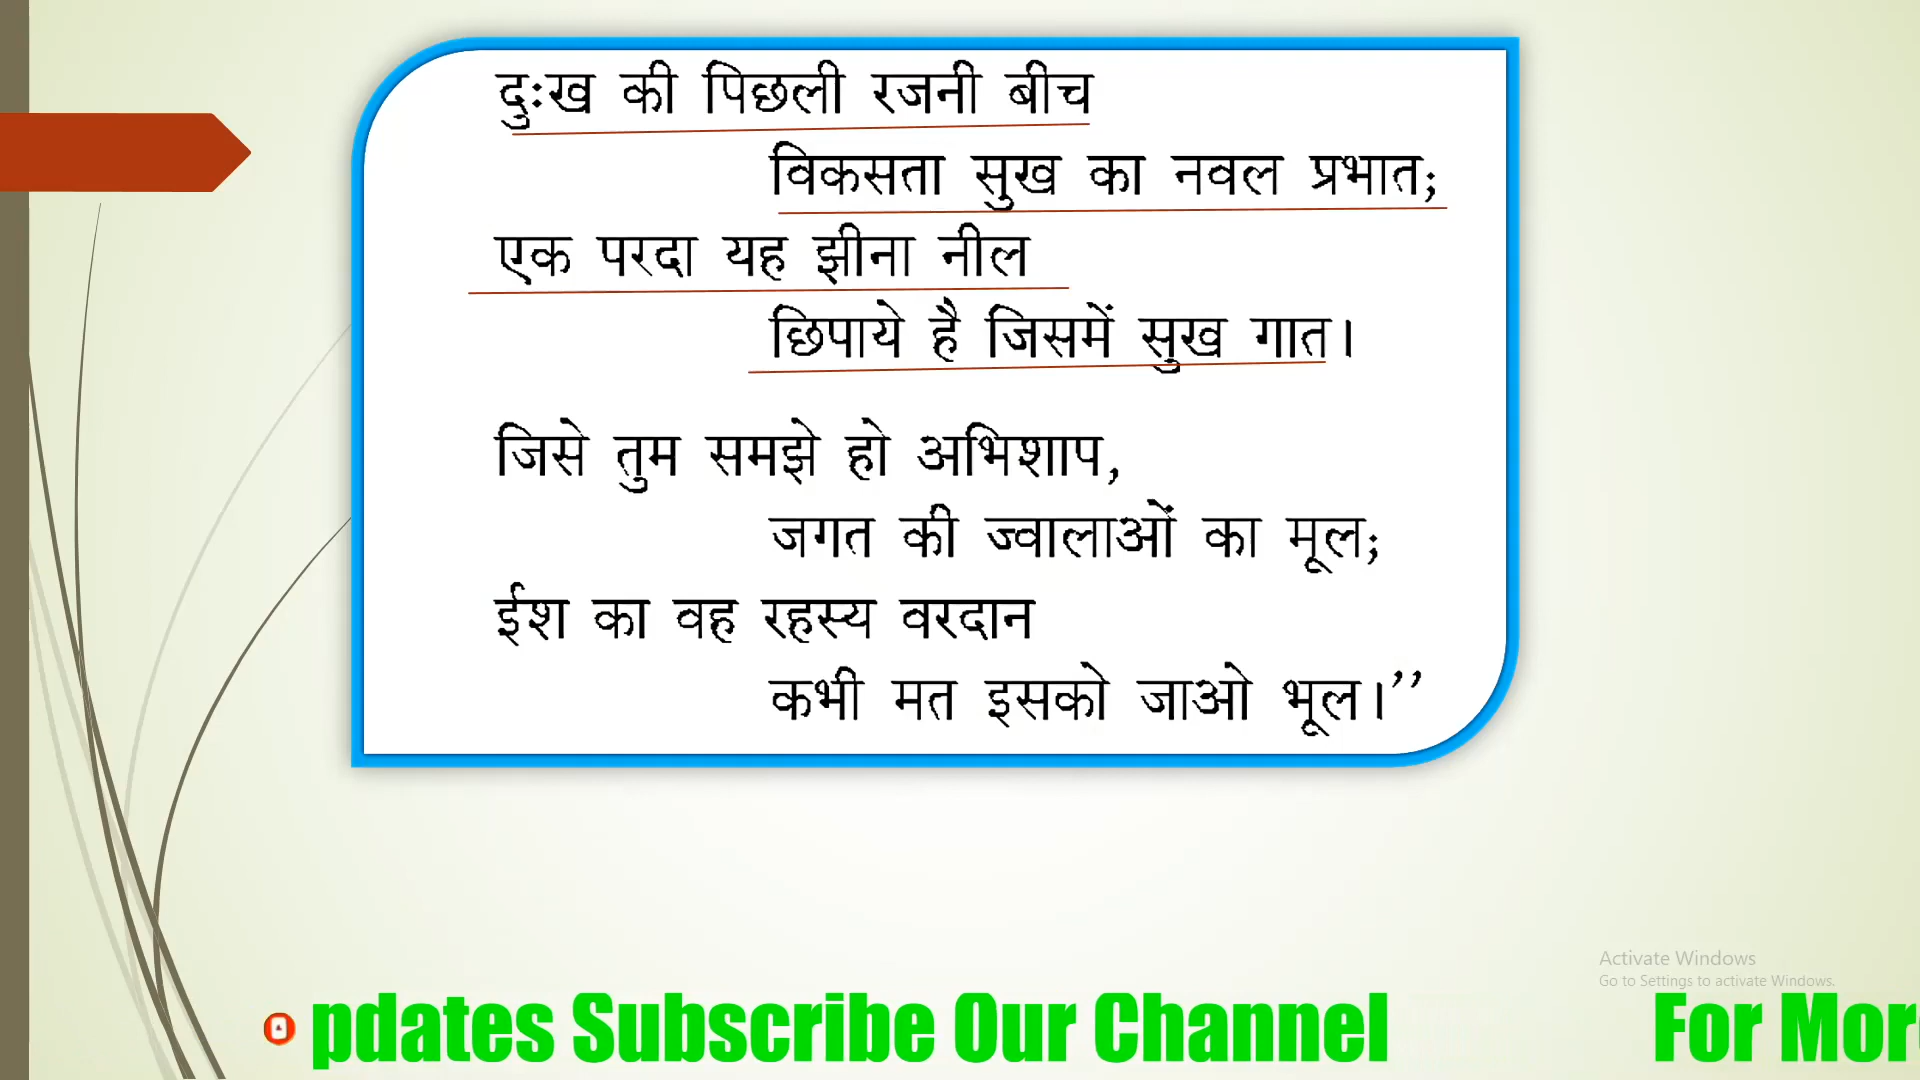 दुःख की पिछली रजनी बीच
विकसता सुख का नवल प्रभात;
एक परदा यह झीना नील
छिपाये है जिसमें सुख गात।
जिसे तुम समझे हो अभिशाप,
जगत की ज्वालाओं का मूल;
ईश का वह रहस्य वरदान
कभी मत इसको जाओ भूल।’’
Activate Windows
Go to Settings to activate Windows.
pdates Subscribe Our Channel For Mor